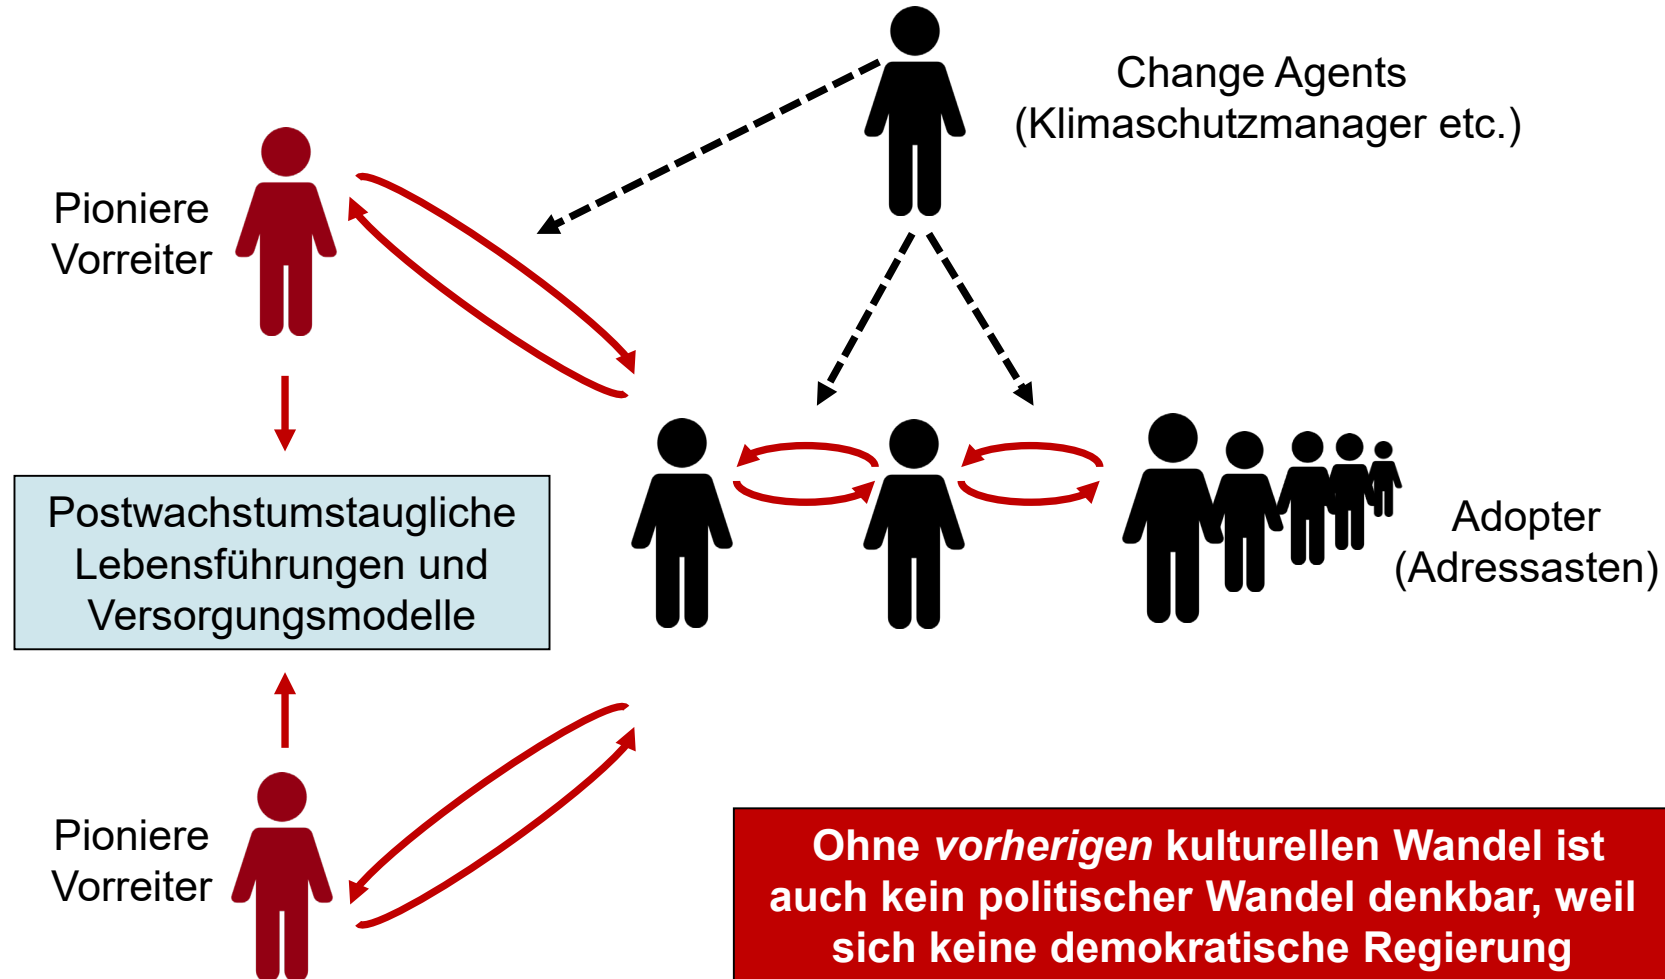 Change Agents
(Klimaschutzmanager etc.)
Pioniere
Vorreiter
Postwachstumstaugliche
Lebensführungen und
Versorgungsmodelle
Adopter
(Adressasten)
Pioniere
Vorreiter
Ohne vorherigen kulturellen Wandel ist
auch kein politischer Wandel denkbar, weil
sich keine demokratische Regierung